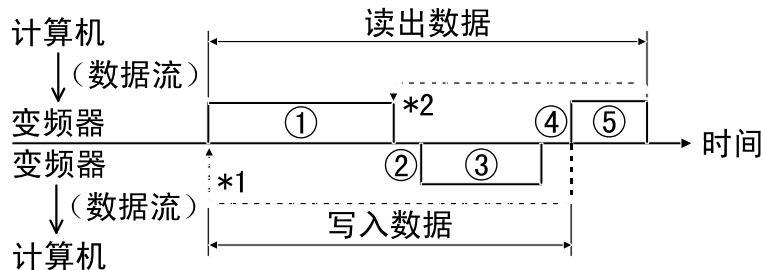 计算机
读出数据
(数据流)
变频器
①
*2
④
⑤
时间
变频器
②
③
*1
(数据流)
写入数据
计算机